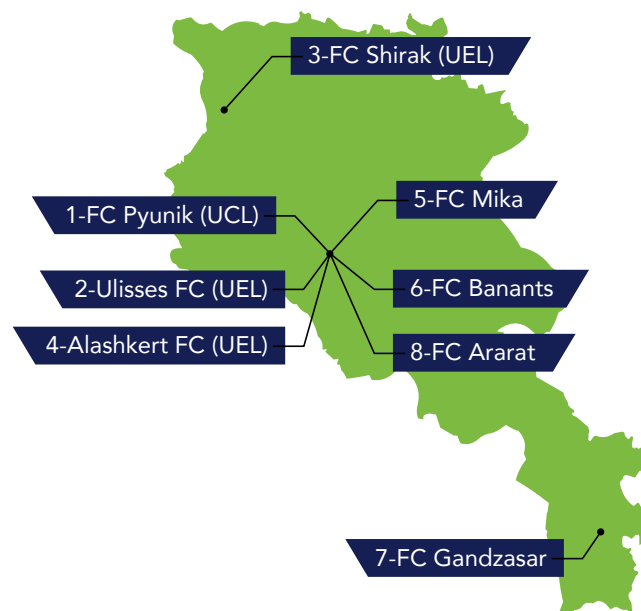 3-FC Shirak (UEL)
1-FC Pyunik (UCL)
5-FC Mika
2-Ulisses FC (UEL)
6-FC Banants
4-Alashkert FC (UEL)
8-FC Ararat
7-FC Gandzasar